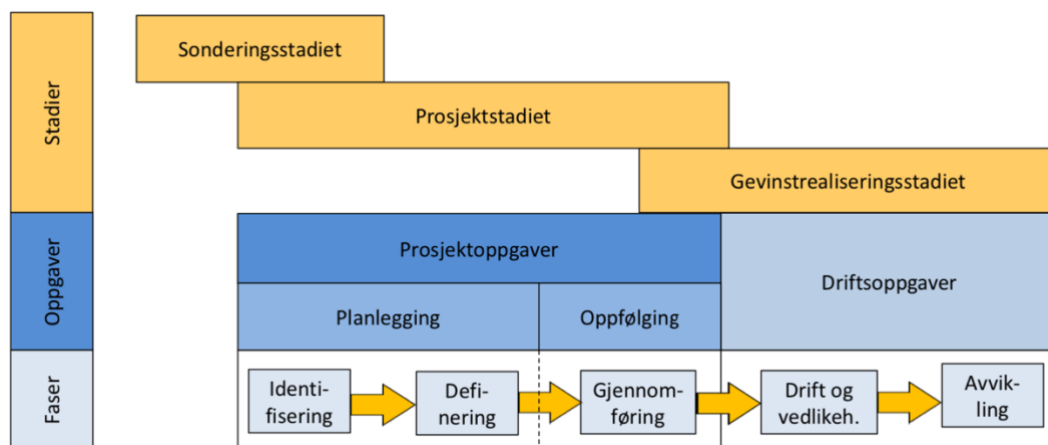 Stadier
Sonderingsstadiet
Prosjektstadiet
Gevinstrealiseringsstadiet
Oppgaver
Prosjektoppgaver
Driftsoppgaver
Planlegging
Oppfølging
Faser
Identi-
fisering
Defi-
nering
Gjennom-
føring
Drift og
vedlikeh.
Avvik-
ling